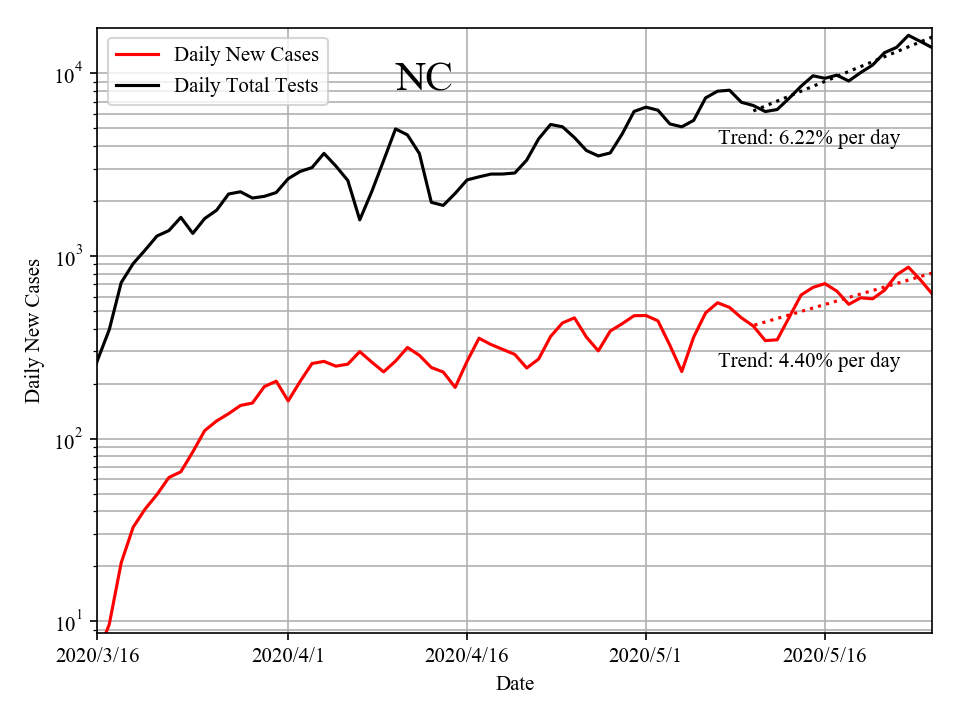 Daily New Cases
Daily Total Tests
NC
10^4
Trend: 6.22% per day
10^3
Daily New Cases
Trend: 4.40% per day
10^2
10^1
2020/3/16 2020/4/1 2020/4/16 2020/5/1 2020/5/16
Date